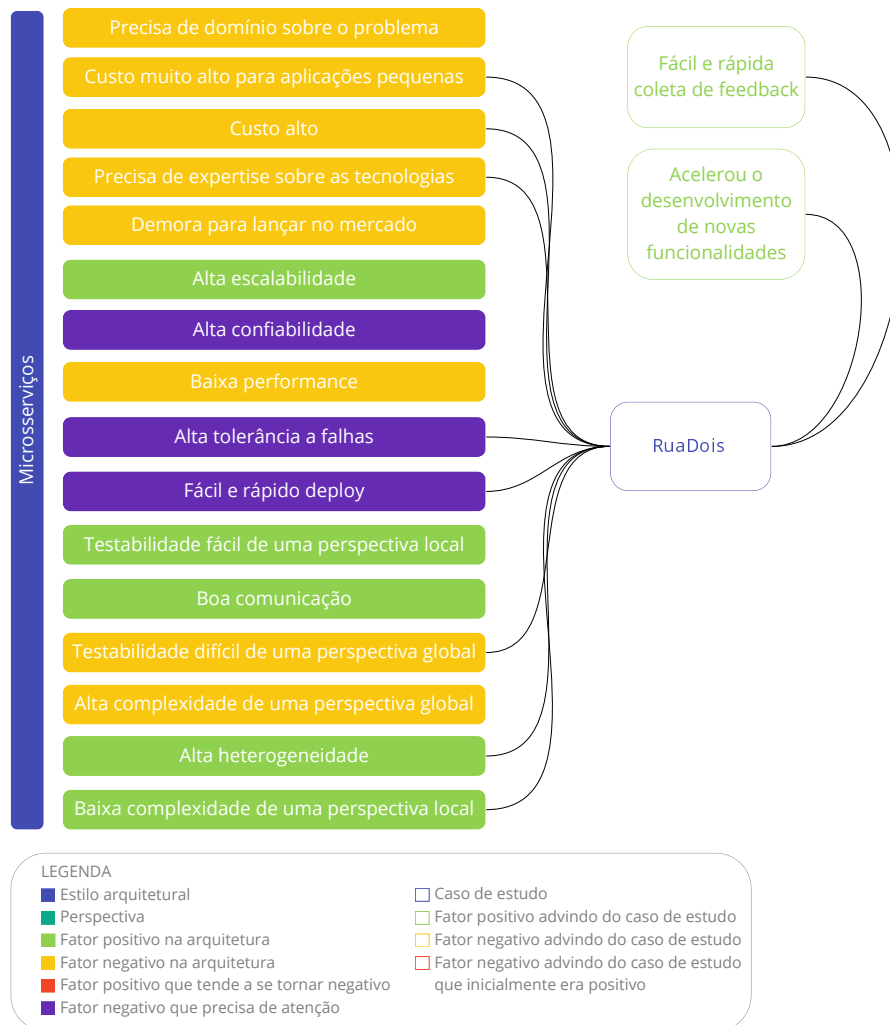 Microsserviços
Precisa de domínio sobre o problema
Custo muito alto para aplicações pequenas
Custo alto
Precisa de expertise sobre as tecnologias
Demora para lançar no mercado
Alta escalabilidade
Alta confiabilidade
Baixa performance
Alta tolerância a falhas
Fácil e rápido deploy
Testabilidade fácil de uma perspectiva local
Boa comunicação
Testabilidade difícil de uma perspectiva global
Alta complexidade de uma perspectiva global
Alta heterogeneidade
Baixa complexidade de uma perspectiva local
RuaDois
Fácil e rápida
coleta de feedback
Acelerou o
desenvolvimento
de novas
funcionalidades
LEGENDA
Estilo arquitetural
Perspectiva
Fator positivo na arquitetura
Fator negativo na arquitetura
Fator positivo que tende a se tornar negativo
Fator negativo que precisa de atenção
Caso de estudo
Fator positivo advindo do caso de estudo
Fator negativo advindo do caso de estudo
Fator negativo advindo do caso de estudo
que inicialmente era positivo